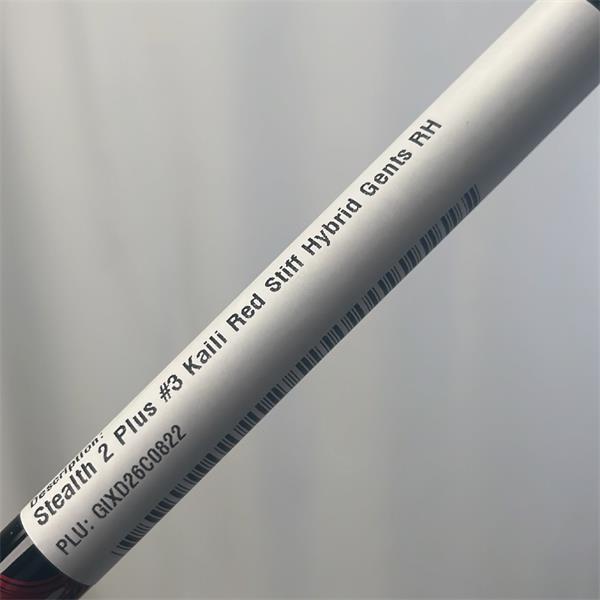 Description:
Stealth 2 Plus #3 Kaili Red Stiff Hybrid Gents RH
PLU: GIXD26C0822